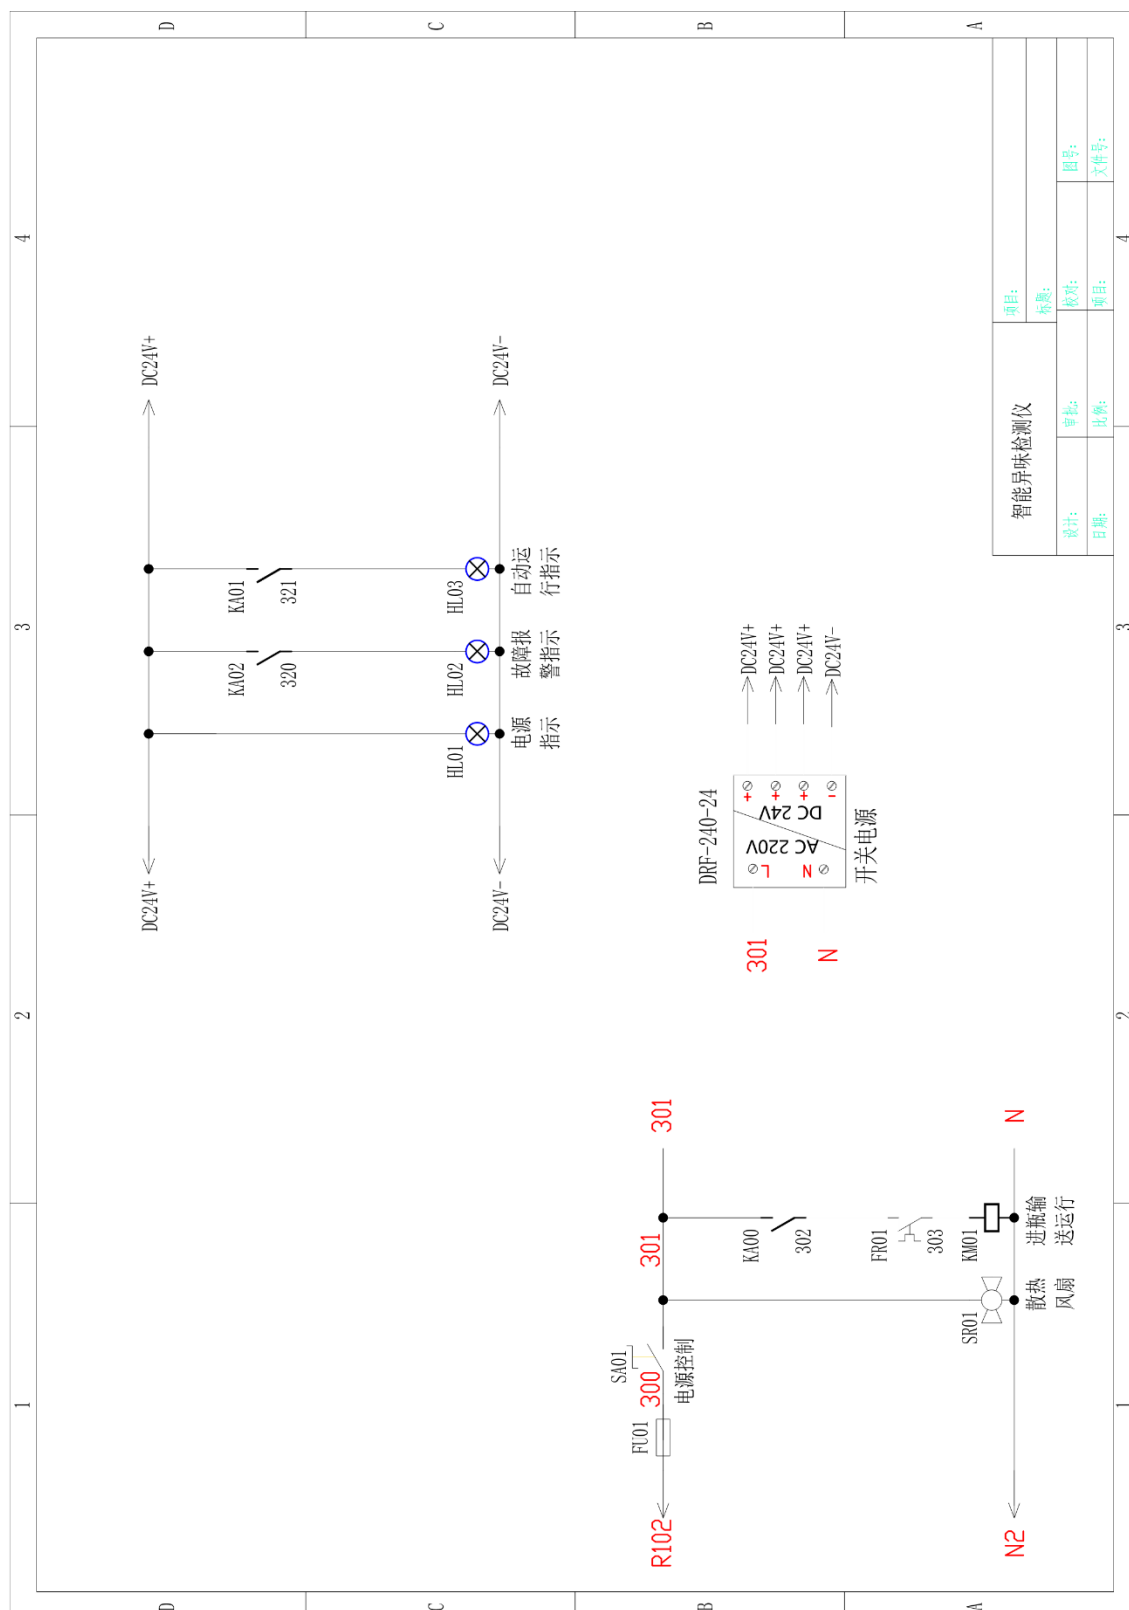 1
2
3
4
D
C
B
A
DC24V+
DC24V+
KA02
320
KA01
321
HL01
HL02
HL03
DC24V-
DC24V-
电源
指示
故障报
警指示
自动运
行指示
R102
FU01
300
SA01
电源控制
301
301
KA00
302
FR01
303
SR01
KM01
N2
N
散热
风扇
进瓶输
送运行
DRF-240-24
301
N
L
N
AC 220V
DC 24V
+
+
+
-
DC24V+
DC24V+
DC24V+
DC24V-
开关电源
智能异味检测仪
项目:
标题:
设计:
审批:
校对:
图号:
日期:
比例:
项目:
文件号:
1
2
3
4
D
C
B
A